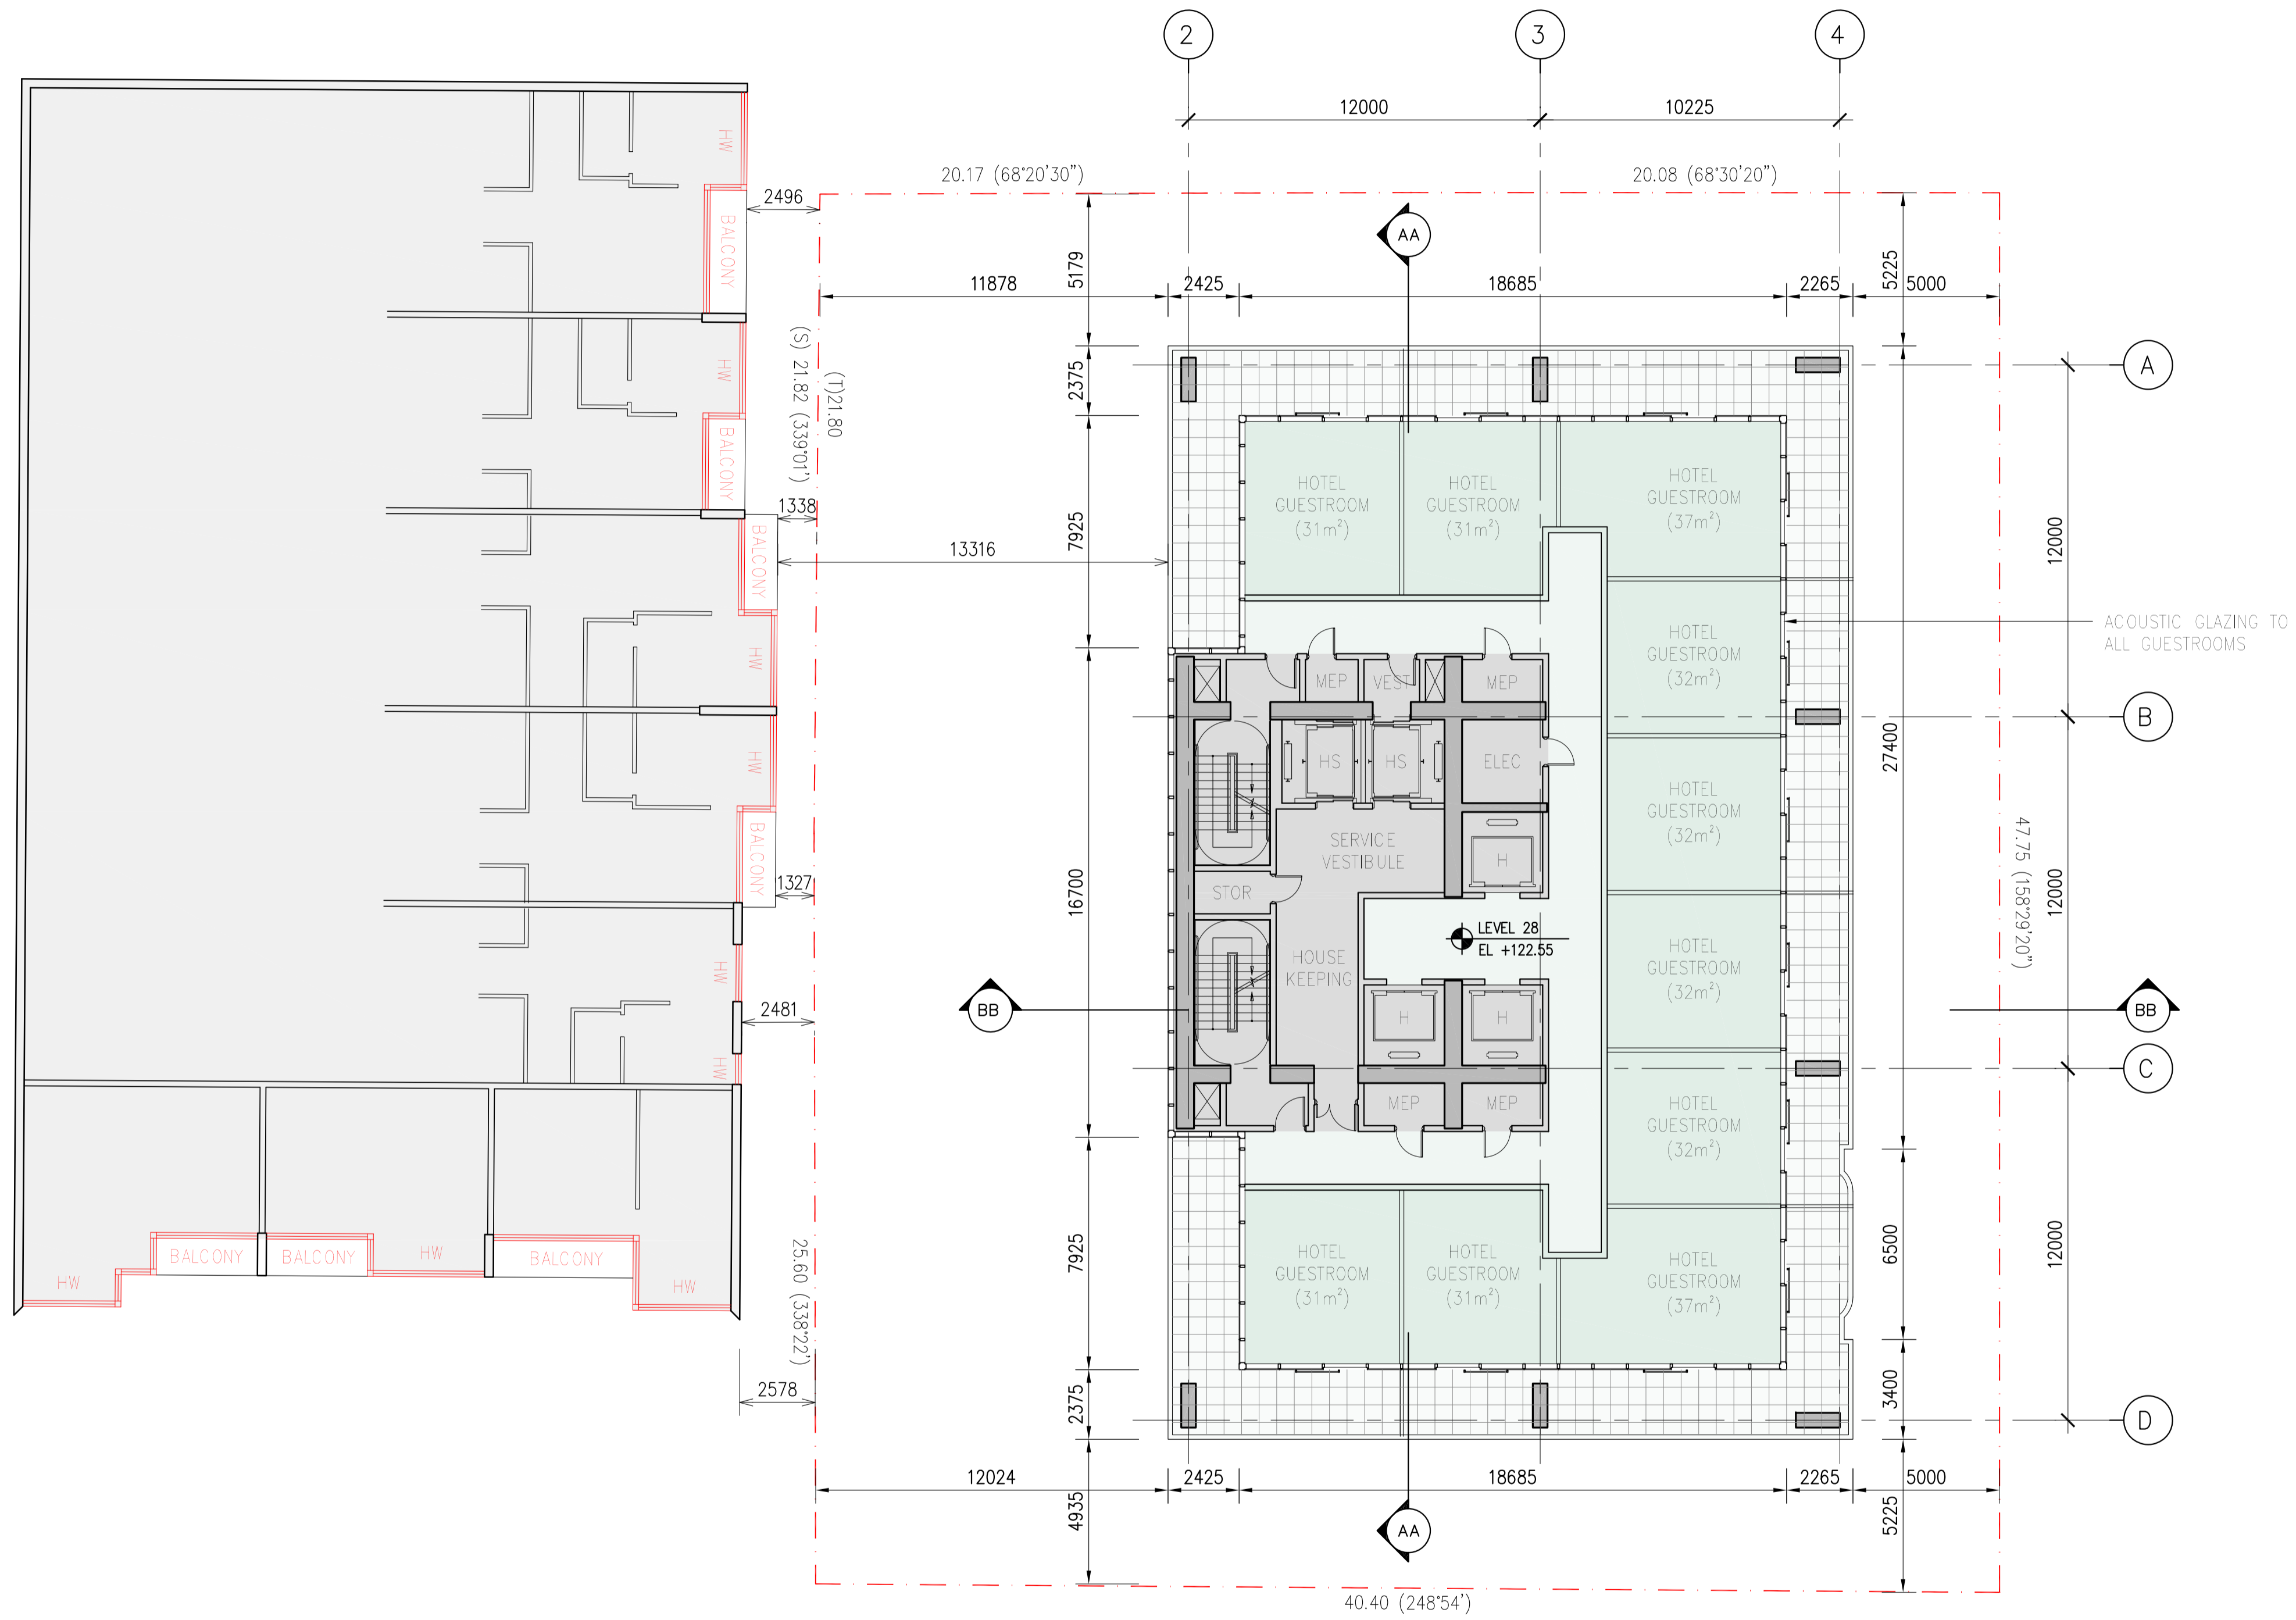 2
3
4
12000
10225
20.17 (68°20'30")
20.08 (68°30'20")
HW
2496
BALCONY
AA
5179
5225
11878
2425
18685
2265
5000
(S) 21.82 (339°01')
(T)21.80
HW
BALCONY
2375
A
1338
BALCONY
13316
7925
HOTEL
GUESTROOM
(31m²)
HOTEL
GUESTROOM
(31m²)
HOTEL
GUESTROOM
(37m²)
12000
HW
HOTEL
GUESTROOM
(32m²)
ACOUSTIC GLAZING TO
ALL GUESTROOMS
MEP
VEST
MEP
B
HW
HS
HS
ELEC
HOTEL
GUESTROOM
(32m²)
27400
BALCONY
SERVICE
VESTIBULE
H
1327
STOR
16700
12000
47.75 (158°29'20")
LEVEL 28
EL +122.55
HOUSE
KEEPING
HOTEL
GUESTROOM
(32m²)
HW
2481
BB
H
H
BB
HW
C
MEP
MEP
HOTEL
GUESTROOM
(32m²)
BALCONY
BALCONY
HW
BALCONY
HW
HW
25.60 (338°22')
7925
HOTEL
GUESTROOM
(31m²)
HOTEL
GUESTROOM
(31m²)
HOTEL
GUESTROOM
(37m²)
6500
12000
2578
2375
3400
D
12024
2425
18685
2265
5000
4935
AA
5225
40.40 (248°54')